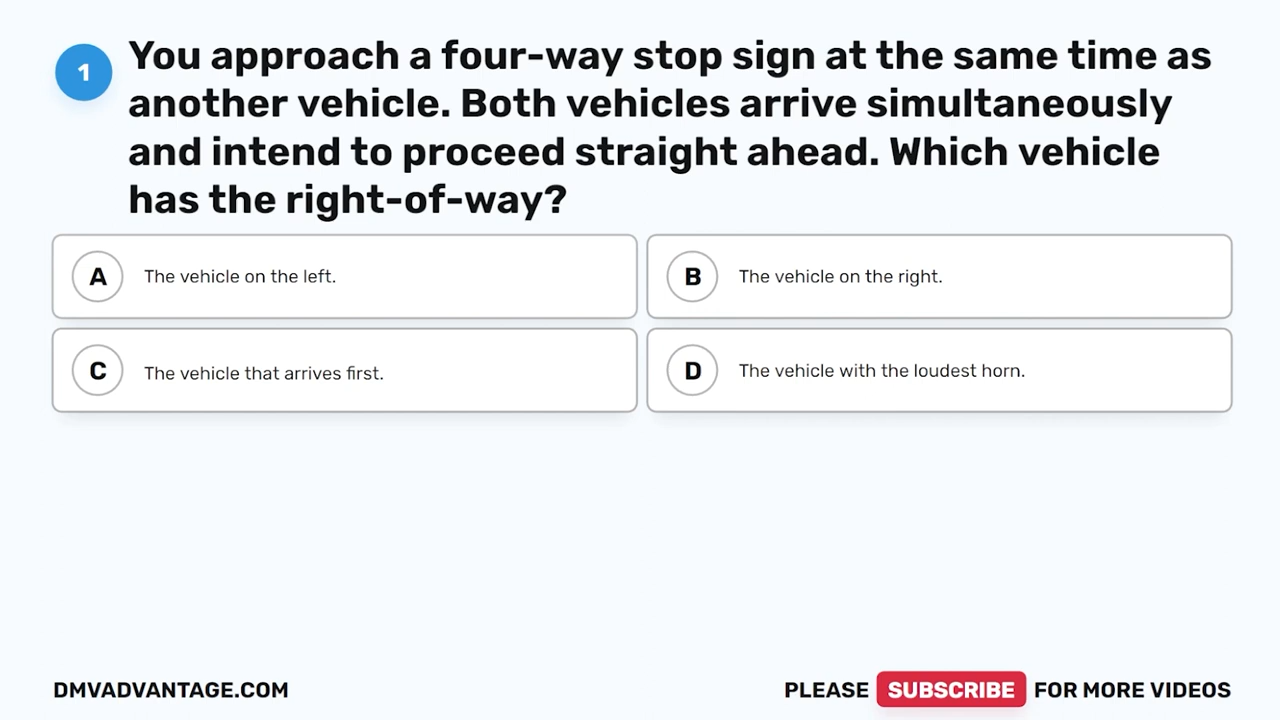 1
You approach a four-way stop sign at the same time as
another vehicle. Both vehicles arrive simultaneously
and intend to proceed straight ahead. Which vehicle
has the right-of-way?
A The vehicle on the left.
B The vehicle on the right.
C The vehicle that arrives first.
D The vehicle with the loudest horn.
DMVADVANTAGE.COM
PLEASE SUBSCRIBE FOR MORE VIDEOS